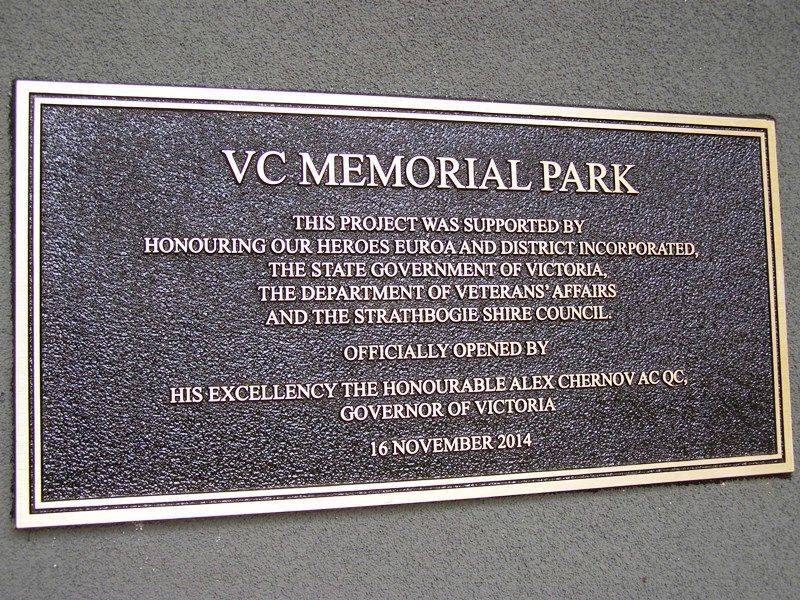 VC MEMORIAL PARK
THIS PROJECT WAS SUPPORTED BY
HONOURING OUR HEROES EUROA AND DISTRICT INCORPORATED,
THE STATE GOVERNMENT OF VICTORIA,
THE DEPARTMENT OF VETERANS' AFFAIRS
AND THE STRATHBOGIE SHIRE COUNCIL.
OFFICIALLY OPENED BY
HIS EXCELLENCY THE HONOURABLE ALEX CHERNOV AC QC,
GOVERNOR OF VICTORIA
16 NOVEMBER 2014